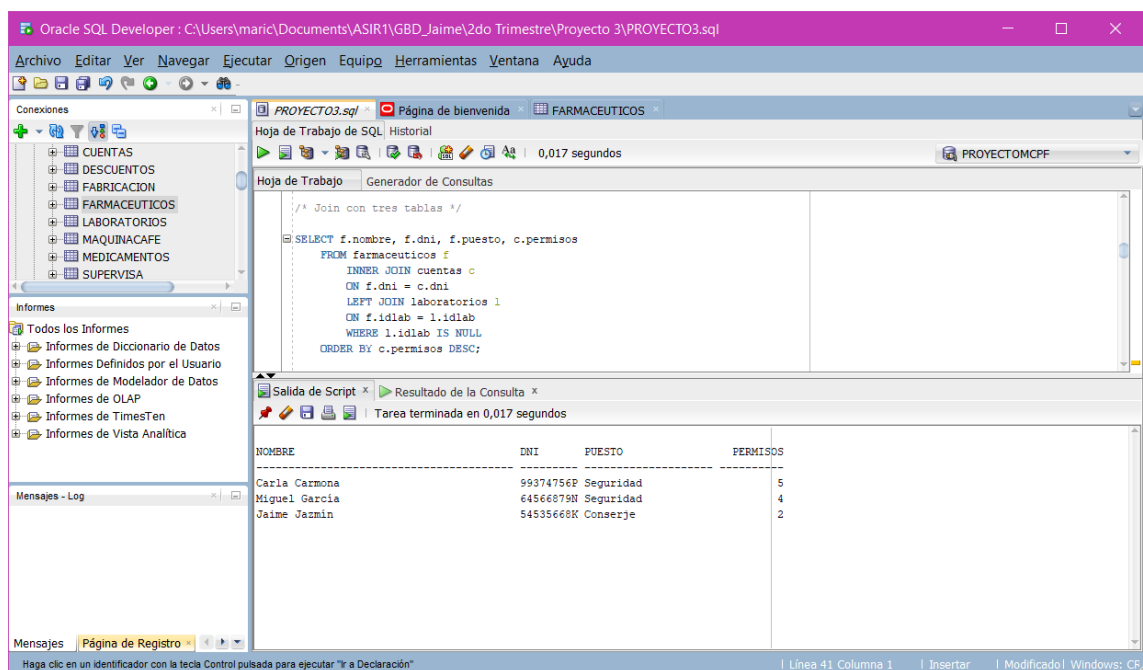 Oracle SQL Developer : C:\Users\maric\Documents\ASIR1\GBD_Jaime\2do Trimestre\Proyecto 3\PROYECTO3.sql
Archivo Editar Ver Navegar Ejecutar Origen Equipo Herramientas Ventana Ayuda
Conexiones
CUENTAS
DESCUENTOS
FABRICACION
FARMACEUTICOS
LABORATORIOS
MAQUINACAFE
MEDICAMENTOS
SUPERVISA
Informes
Todos los Informes
Informes de Diccionario de Datos
Informes Definidos por el Usuario
Informes de Modelador de Datos
Informes de OLAP
Informes de TimesTen
Informes de Vista Analítica
Mensajes - Log
Mensajes Página de Registro
PROYECTO3.sql Página de bienvenida FARMACEUTICOS
Hoja de Trabajo de SQL Historial
0,017 segundos PROYECTOMCPF
Hoja de Trabajo Generador de Consultas
/* Join con tres tablas */
SELECT f.nombre, f.dni, f.puesto, c.permisos
FROM farmaceuticos f
INNER JOIN cuentas c
ON f.dni = c.dni
LEFT JOIN laboratorios l
ON f.idlab = l.idlab
WHERE l.idlab IS NULL
ORDER BY c.permisos DESC;
Salida de Script Resultado de la Consulta
Tarea terminada en 0,017 segundos
NOMBRE DNI PUESTO PERMISOS
Carla Carmona 99374756P Seguridad 5
Miguel García 64566879N Seguridad 4
Jaime Jazmín 54535668K Conserje 2
Haga clic en un identificador con la tecla Control pulsada para ejecutar "Ir a Declaración" Línea 41 Columna 1 Insertar Modificado Windows: CR